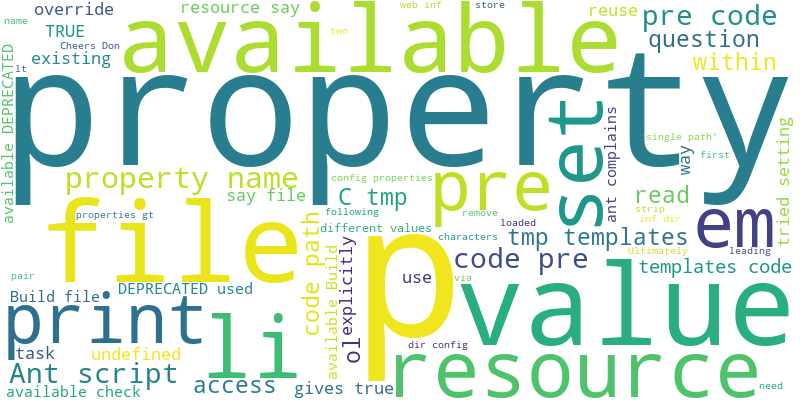 name
override
resource say
web inf
store
reuse
pre code
TRUE
Cheers Don
available
two
question
existing
lt
within
property
available DEPRECATED
set
ant complains
way
single path'
first
tried setting
property name
config properties
pre
say file
C tmp
read
em
file
properties gt
following
remove
strip
inf dir
different values
loaded
p
characters
tmp templates
Ultimately
leading
code path
explicitly
available Build
code pre
value
templates code
pair
via
use
DEPRECATED used
Build file
print
li
ol
dir config
task
undefined
resource
Ant script
access
gives true
available check
need